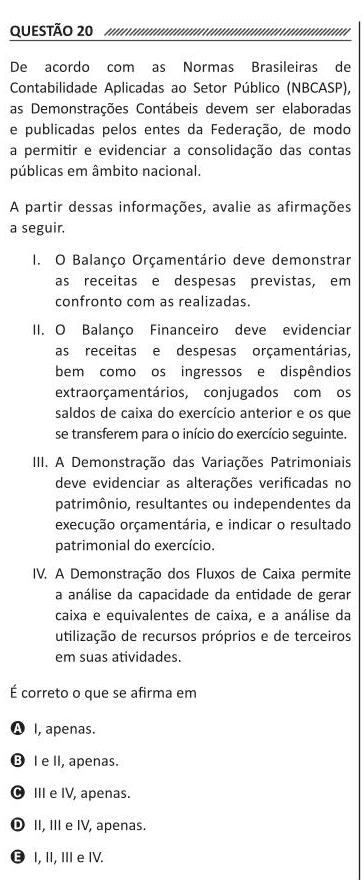 QUESTÃO 20
De acordo com as Normas Brasileiras de
Contabilidade Aplicadas ao Setor Público (NBCASP),
as Demonstrações Contábeis devem ser elaboradas
e publicadas pelos entes da Federação, de modo
a permitir e evidenciar a consolidação das contas
públicas em âmbito nacional.
A partir dessas informações, avalie as afirmações
a seguir.
I. O Balanço Orçamentário deve demonstrar
as receitas e despesas previstas, em
confronto com as realizadas.
II. O Balanço Financeiro deve evidenciar
as receitas e despesas orçamentárias,
bem como os ingressos e dispêndios
extraorçamentários, conjugados com os
saldos de caixa do exercício anterior e os que
se transferem para o início do exercício seguinte.
III. A Demonstração das Variações Patrimoniais
deve evidenciar as alterações verificadas no
patrimônio, resultantes ou independentes da
execução orçamentária, e indicar o resultado
patrimonial do exercício.
IV. A Demonstração dos Fluxos de Caixa permite
a análise da capacidade da entidade de gerar
caixa e equivalentes de caixa, e a análise da
utilização de recursos próprios e de terceiros
em suas atividades.
É correto o que se afirma em
A I, apenas.
B I e II, apenas.
C III e IV, apenas.
D II, III e IV, apenas.
E I, II, III e IV.